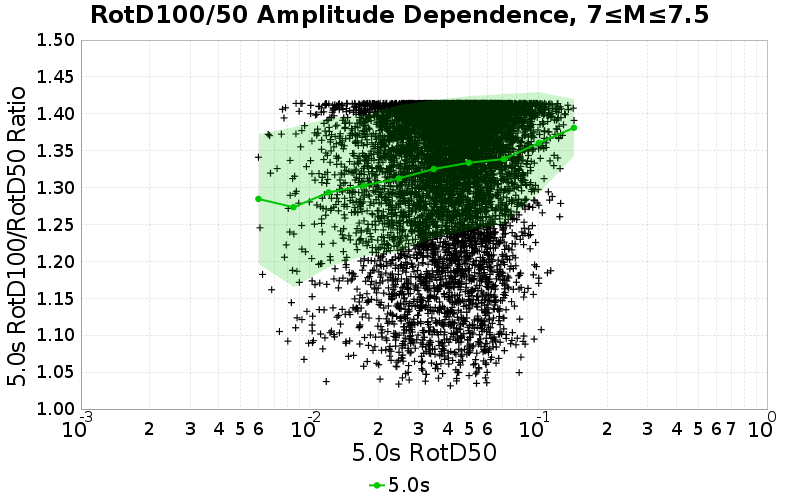 RotD100/50 Amplitude Dependence, 7≤M≤7.5
5.0s RotD100/RotD50 Ratio
1.50
1.45
1.40
1.35
1.30
1.25
1.20
1.15
1.10
1.05
1.00
10^-3 2 3 4 5 6 10^-2 2 3 4 5 6 10^-1 2 3 4 5 6 7 10^0
5.0s RotD50
5.0s